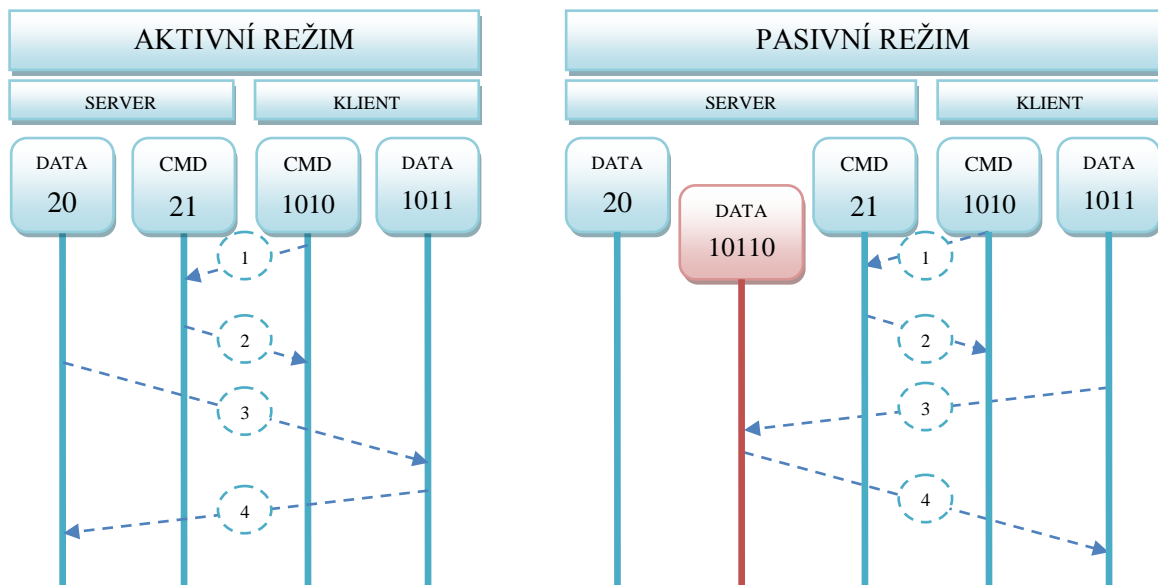 AKTIVNÍ REŽIM
SERVER
KLIENT
DATA
20
CMD
21
CMD
1010
DATA
1011
1
2
3
4
PASIVNÍ REŽIM
SERVER
KLIENT
DATA
20
DATA
10110
CMD
21
CMD
1010
DATA
1011
1
2
3
4